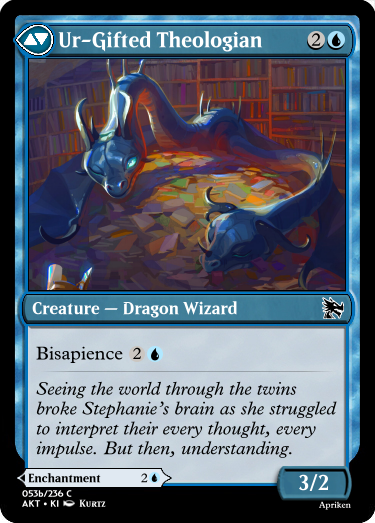 Ur-Gifted Theologian 2
Creature — Dragon Wizard
Bisapience 2
Seeing the world through the twins
broke Stephanie's brain as she struggled
to interpret their every thought, every
impulse. But then, understanding.
Enchantment 2
3/2
053b/236 C
AKT • KI Kurtz
Apriken